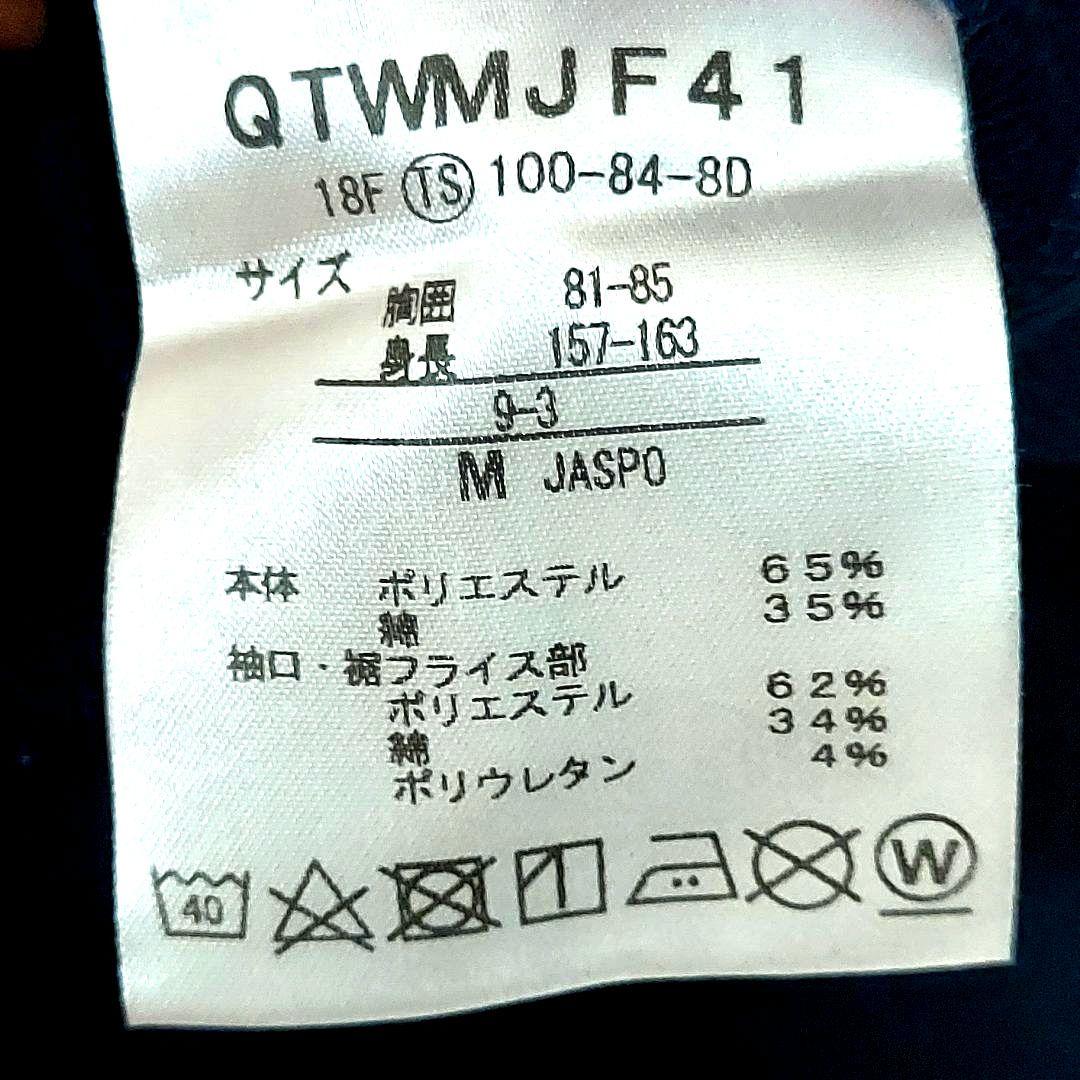 QTWMJF41
18F TS 100-84-8D
サイズ
胸囲 81-85
身長 157-163
9-3
M JASPO
本体 ポリエステル 65%
綿 35%
袖口・裾フライス部
ポリエステル 62%
綿 34%
ポリウレタン 4%
40
W